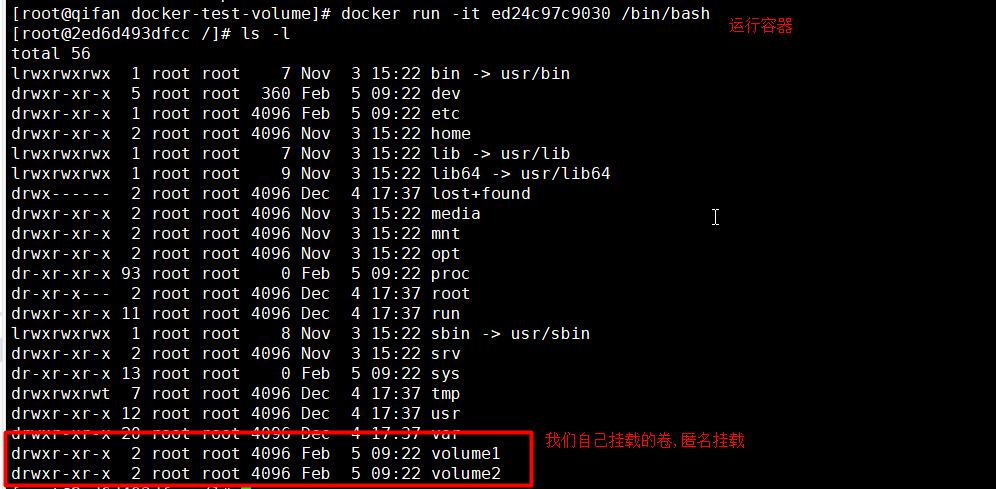 [root@qifan docker-test-volume]# docker run -it ed24c97c9030 /bin/bash
运行容器
[root@2ed6d493dfcc /]# ls -l
total 56
lrwxrwxrwx  1 root root    7 Nov  3 15:22 bin -> usr/bin
drwxr-xr-x  5 root root  360 Feb  5 09:22 dev
drwxr-xr-x  1 root root 4096 Feb  5 09:22 etc
drwxr-xr-x  2 root root 4096 Nov  3 15:22 home
lrwxrwxrwx  1 root root    7 Nov  3 15:22 lib -> usr/lib
lrwxrwxrwx  1 root root    9 Nov  3 15:22 lib64 -> usr/lib64
drwx------  2 root root 4096 Dec  4 17:37 lost+found
drwxr-xr-x  2 root root 4096 Nov  3 15:22 media
drwxr-xr-x  2 root root 4096 Nov  3 15:22 mnt
drwxr-xr-x  2 root root 4096 Nov  3 15:22 opt
dr-xr-xr-x 93 root root    0 Feb  5 09:22 proc
dr-xr-x---  2 root root 4096 Dec  4 17:37 root
drwxr-xr-x 11 root root 4096 Dec  4 17:37 run
lrwxrwxrwx  1 root root    8 Nov  3 15:22 sbin -> usr/sbin
drwxr-xr-x  2 root root 4096 Nov  3 15:22 srv
dr-xr-xr-x 13 root root    0 Feb  5 09:22 sys
drwxrwxrwt  7 root root 4096 Dec  4 17:37 tmp
drwxr-xr-x 12 root root 4096 Dec  4 17:37 usr
drwxr-xr-x 20 root root 4096 Dec  4 17:37 var
我们自己挂载的卷,匿名挂载
drwxr-xr-x  2 root root 4096 Feb  5 09:22 volume1
drwxr-xr-x  2 root root 4096 Feb  5 09:22 volume2